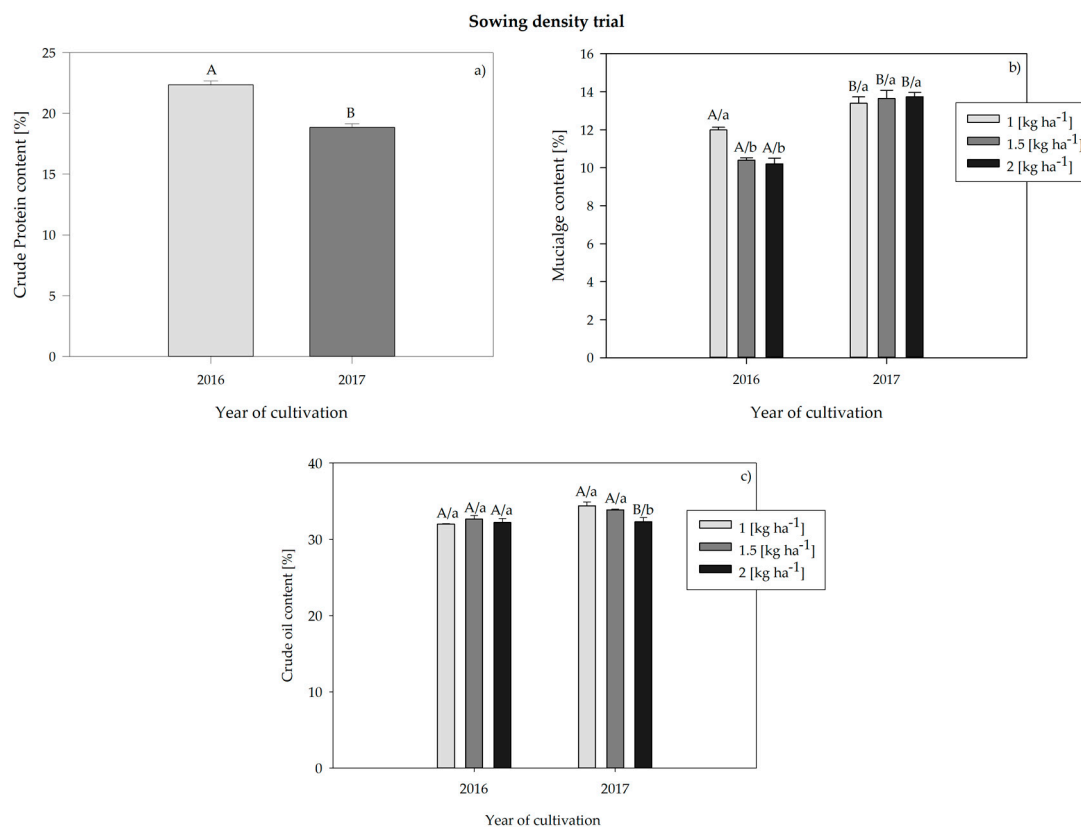 Sowing density trial
a)
Crude Protein content [%]
25
20
15
10
5
0
A
B
2016
2017
Year of cultivation
b)
Mucialge content [%]
16
14
12
10
8
6
4
2
0
A/a
A/b A/b
B/a B/a B/a
1 [kg ha-1]
1.5 [kg ha-1]
2 [kg ha-1]
2016
2017
Year of cultivation
c)
Crude oil content [%]
40
30
20
10
0
A/a A/a A/a
A/a A/a
B/b
1 [kg ha-1]
1.5 [kg ha-1]
2 [kg ha-1]
2016
2017
Year of cultivation